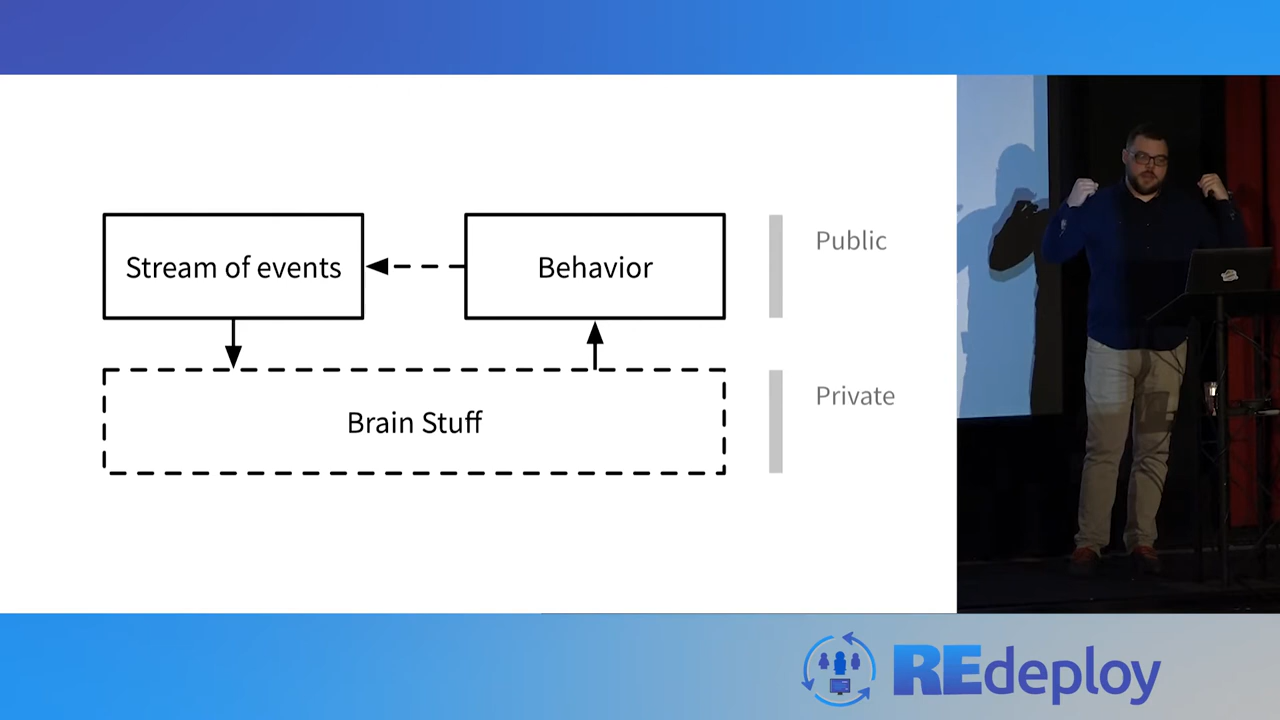 Stream of events
Behavior
Public
Brain Stuff
Private
REdeploy